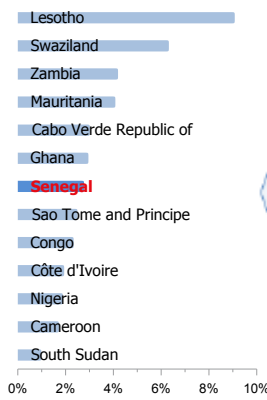 Lesotho
Swaziland
Zambia
Mauritania
Cabo Verde Republic of
Ghana
Senegal
Sao Tome and Principe
Congo
Côte d'Ivoire
Nigeria
Cameroon
South Sudan
0% 2% 4% 6% 8% 10%